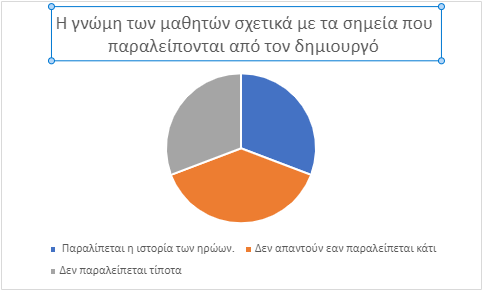 Η γνώμη των μαθητών σχετικά με τα σημεία που
παραλείπονται από τον δημιουργό
Παραλίπεται η ιστορία των ηρώων.
Δεν απαντούν εαν παραλείπεται κάτι
Δεν παραλείπεται τίποτα